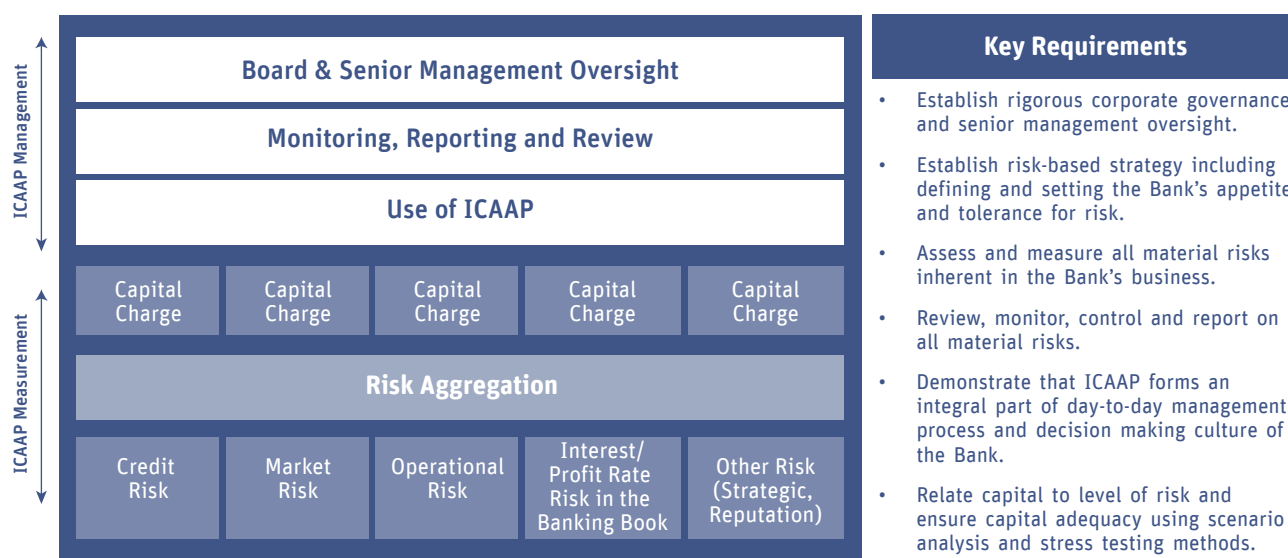 ICAAP Management
Board & Senior Management Oversight
Monitoring, Reporting and Review
Use of ICAAP
ICAAP Measurement
Capital
Charge
Capital
Charge
Capital
Charge
Capital
Charge
Capital
Charge
Risk Aggregation
Credit
Risk
Market
Risk
Operational
Risk
Interest/
Profit Rate
Risk in the
Banking Book
Other Risk
(Strategic,
Reputation)
Key Requirements
• Establish rigorous corporate governance
and senior management oversight.
• Establish risk-based strategy including
defining and setting the Bank’s appetite
and tolerance for risk.
• Assess and measure all material risks
inherent in the Bank’s business.
• Review, monitor, control and report on
all material risks.
• Demonstrate that ICAAP forms an
integral part of day-to-day management
process and decision making culture of
the Bank.
• Relate capital to level of risk and
ensure capital adequacy using scenario
analysis and stress testing methods.